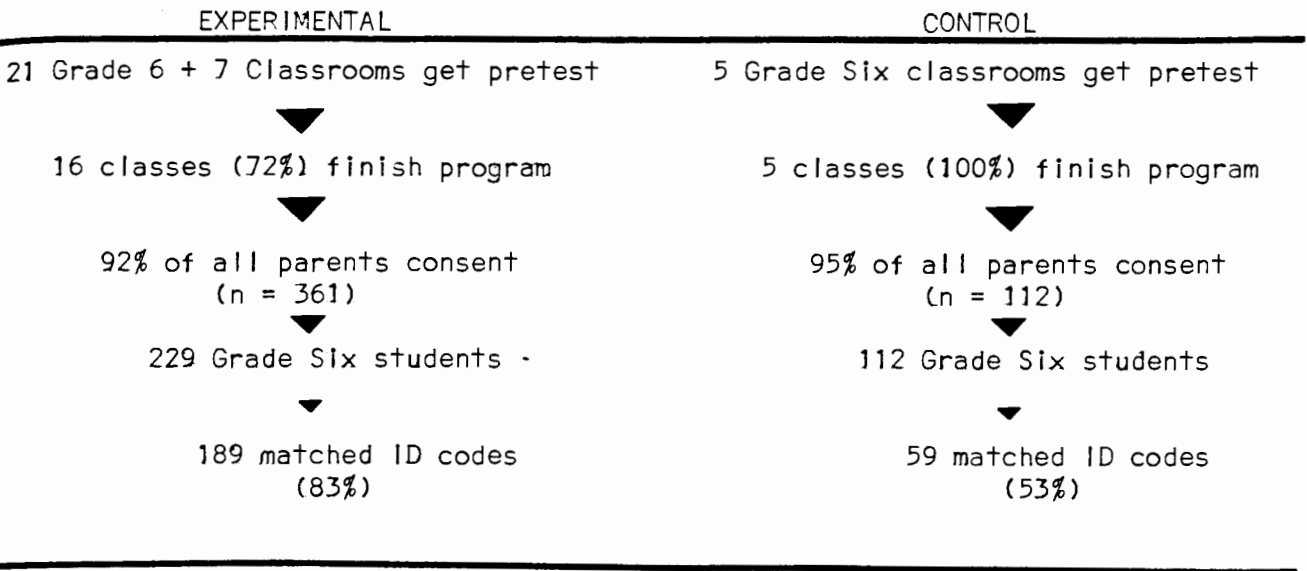 EXPERIMENTAL
21 Grade 6 + 7 Classrooms get pretest
16 classes (72%) finish program
92% of all parents consent
(n = 361)
229 Grade Six students -
189 matched ID codes
(83%)
CONTROL
5 Grade Six classrooms get pretest
5 classes (100%) finish program
95% of all parents consent
(n = 112)
112 Grade Six students
59 matched ID codes
(53%)